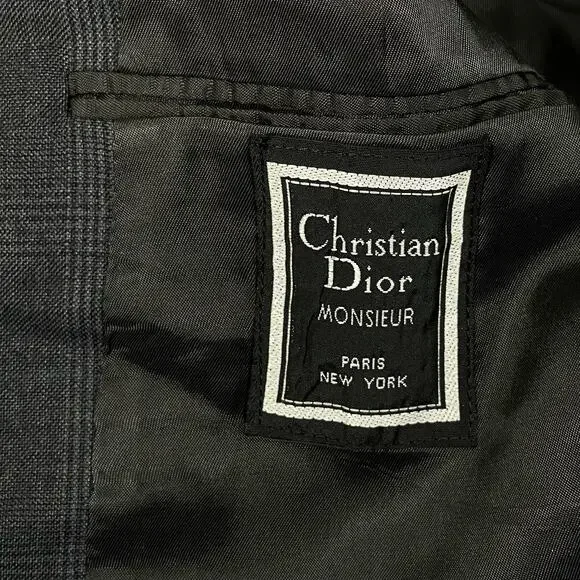 Christian
Dior
MONSIEUR
PARIS
NEW YORK